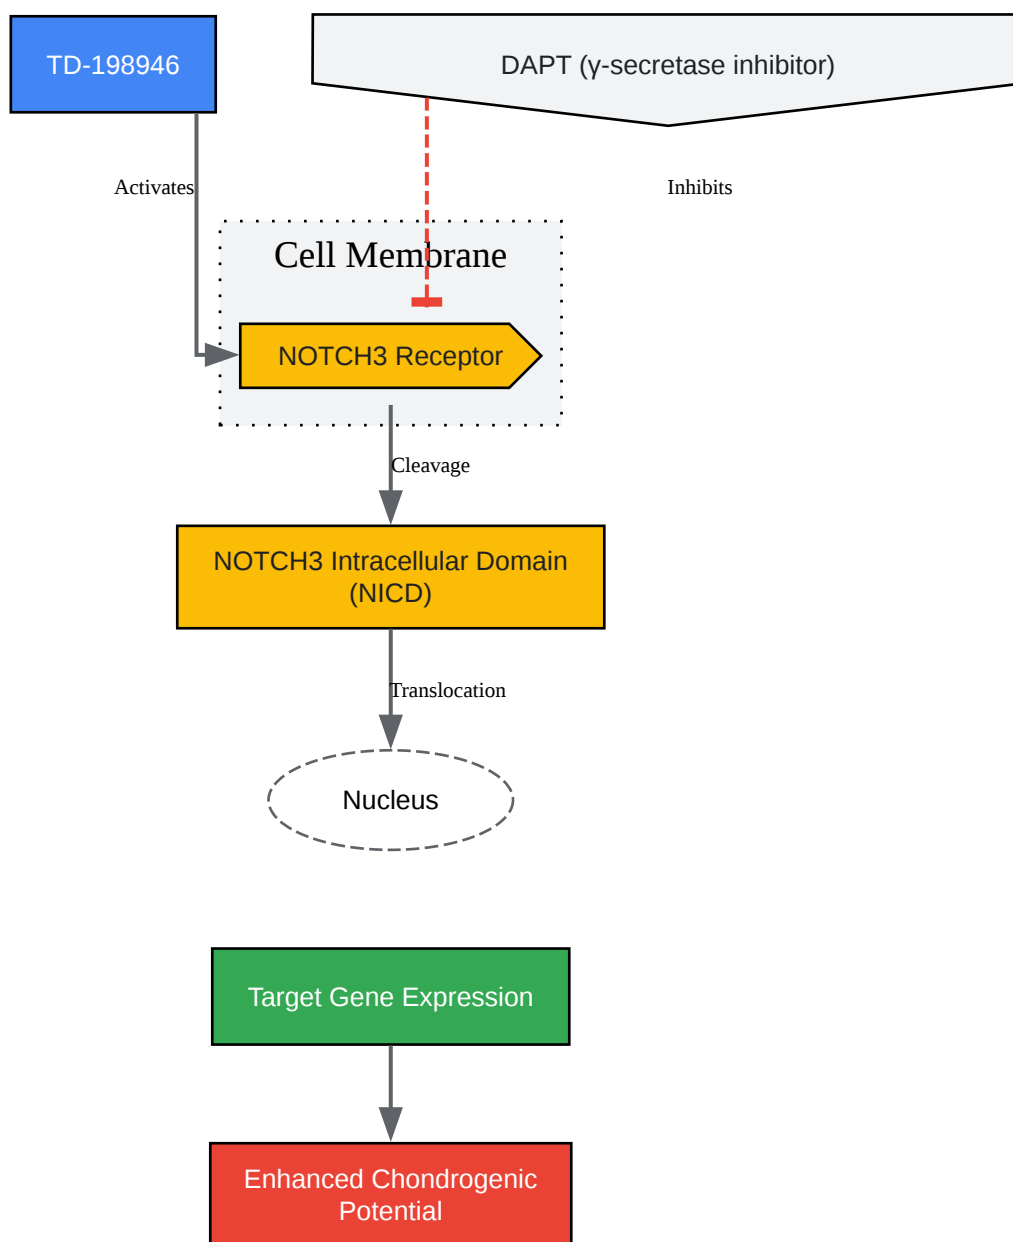 TD-198946
DAPT (γ-secretase inhibitor)
Activates
Inhibits
Cell Membrane
NOTCH3 Receptor
Cleavage
NOTCH3 Intracellular Domain
(NICD)
Translocation
Nucleus
Target Gene Expression
Enhanced Chondrogenic
Potential